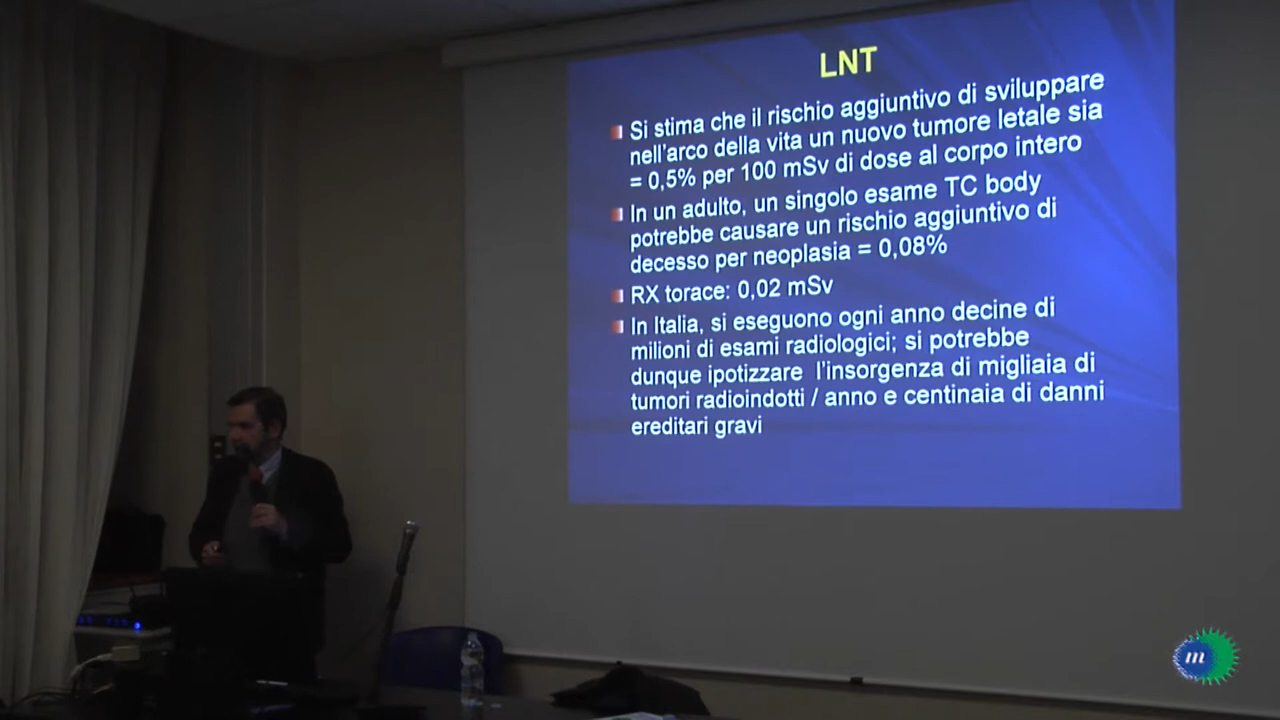 LNT
Si stima che il rischio aggiuntivo di sviluppare
nell'arco della vita un nuovo tumore letale sia
= 0,5% per 100 mSv di dose al corpo intero
In un adulto, un singolo esame TC body
potrebbe causare un rischio aggiuntivo di
decesso per neoplasia = 0,08%
RX torace: 0,02 mSv
In Italia, si eseguono ogni anno decine di
milioni di esami radiologici; si potrebbe
dunque ipotizzare l'insorgenza di migliaia di
tumori radioindotti / anno e centinaia di danni
ereditari gravi
m